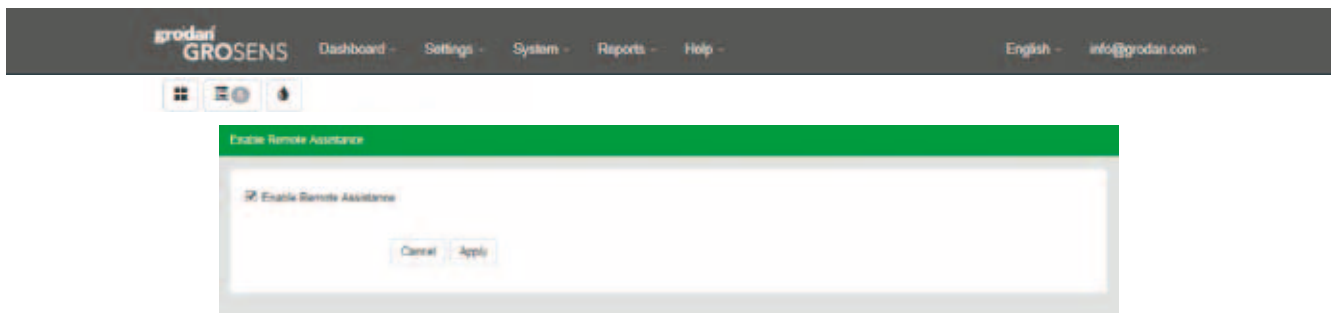 grodan
GROSENS Dashboard Settings System Reports Help English info@grodan.com
Enable Remote Assistance
Enable Remote Assistance
Cancel Apply